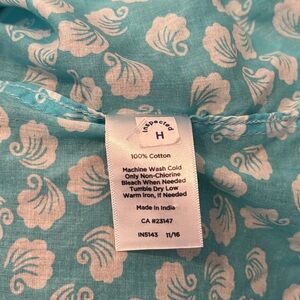 Inspected
H
100% Cotton
Machine Wash Cold
Only Non-Chlorine
Bleach When Needed
Tumble Dry Low
Warm Iron, If Needed
Made in India
CA #23147
IN5143 11/16